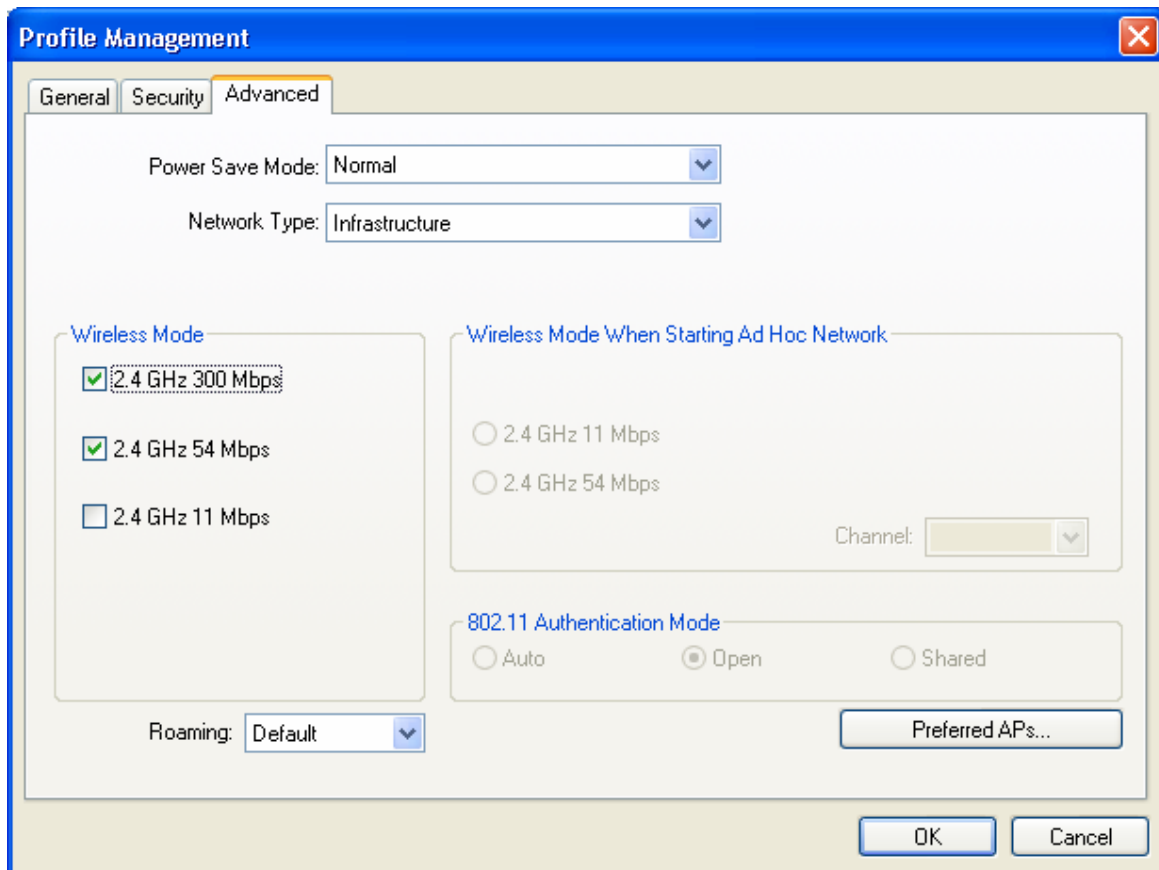 Profile Management
General Security Advanced
Power Save Mode: Normal
Network Type: Infrastructure
Wireless Mode
2.4 GHz 300 Mbps
2.4 GHz 54 Mbps
2.4 GHz 11 Mbps
Wireless Mode When Starting Ad Hoc Network
2.4 GHz 11 Mbps
2.4 GHz 54 Mbps
Channel:
802.11 Authentication Mode
Auto Open Shared
Roaming: Default
Preferred APs...
OK Cancel